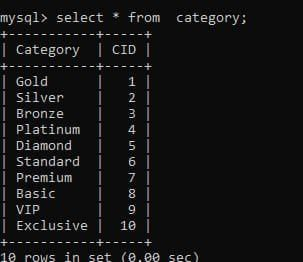 mysql> select * from  category;
+-----------+-----+
| Category  | CID |
+-----------+-----+
| Gold      |   1 |
| Silver    |   2 |
| Bronze    |   3 |
| Platinum  |   4 |
| Diamond   |   5 |
| Standard  |   6 |
| Premium   |   7 |
| Basic     |   8 |
| VIP       |   9 |
| Exclusive |  10 |
+-----------+-----+
10 rows in set (0.00 sec)